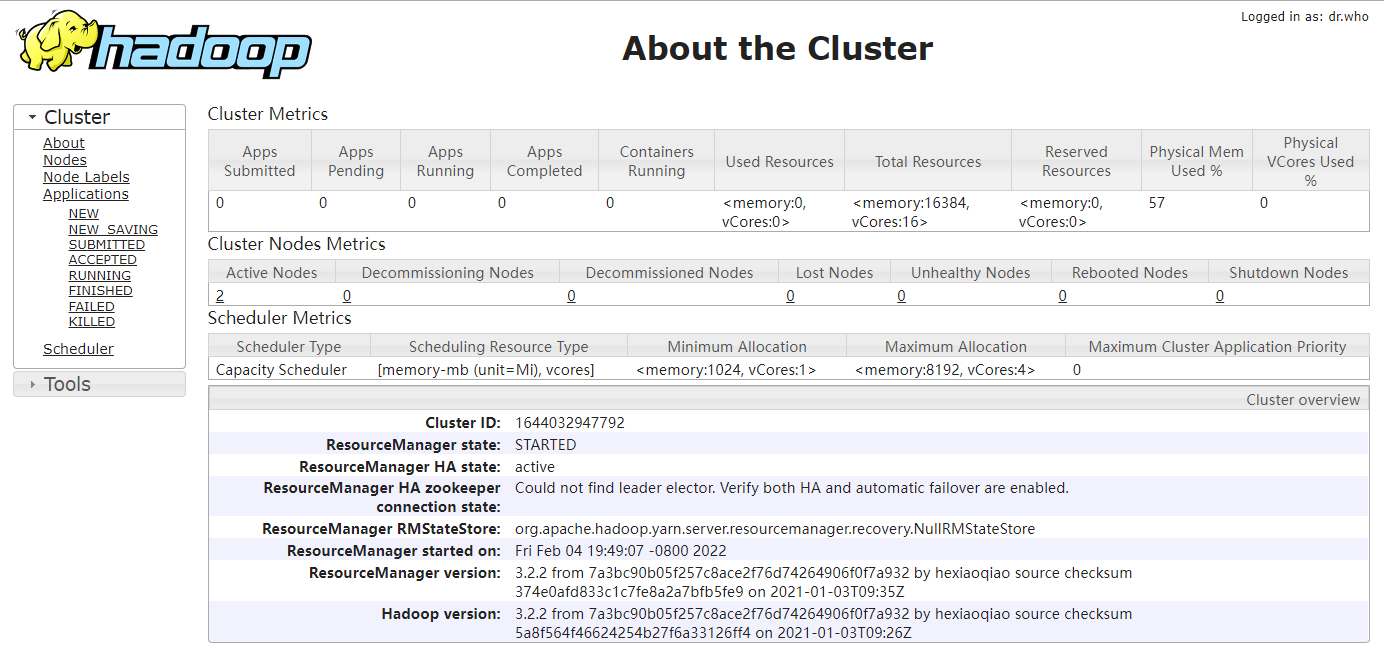 hadoop
Logged in as: dr.who
About the Cluster
Cluster
About
Nodes
Node Labels
Applications
NEW
NEW_SAVING
SUBMITTED
ACCEPTED
RUNNING
FINISHED
FAILED
KILLED
Scheduler
Tools
Cluster Metrics
Apps Submitted Apps Pending Apps Running Apps Completed Containers Running Used Resources Total Resources Reserved Resources Physical Mem Used % Physical VCores Used %
0 0 0 0 0 <memory:0, vCores:0> <memory:16384, vCores:16> <memory:0, vCores:0> 57 0
Cluster Nodes Metrics
Active Nodes Decommissioning Nodes Decommissioned Nodes Lost Nodes Unhealthy Nodes Rebooted Nodes Shutdown Nodes
2 0 0 0 0 0 0
Scheduler Metrics
Scheduler Type Scheduling Resource Type Minimum Allocation Maximum Allocation Maximum Cluster Application Priority
Capacity Scheduler [memory-mb (unit=Mi), vcores] <memory:1024, vCores:1> <memory:8192, vCores:4> 0
Cluster overview
Cluster ID: 1644032947792
ResourceManager state: STARTED
ResourceManager HA state: active
ResourceManager HA zookeeper connection state: Could not find leader elector. Verify both HA and automatic failover are enabled.
ResourceManager RMStateStore: org.apache.hadoop.yarn.server.resourcemanager.recovery.NullRMStateStore
ResourceManager started on: Fri Feb 04 19:49:07 -0800 2022
ResourceManager version: 3.2.2 from 7a3bc90b05f257c8ace2f76d74264906f0f7a932 by hexiaoqiao source checksum
374e0afd833c1c7fe8a2a7bfb5fe9 on 2021-01-03T09:35Z
Hadoop version: 3.2.2 from 7a3bc90b05f257c8ace2f76d74264906f0f7a932 by hexiaoqiao source checksum
5a8f564f46624254b27f6a33126ff4 on 2021-01-03T09:26Z